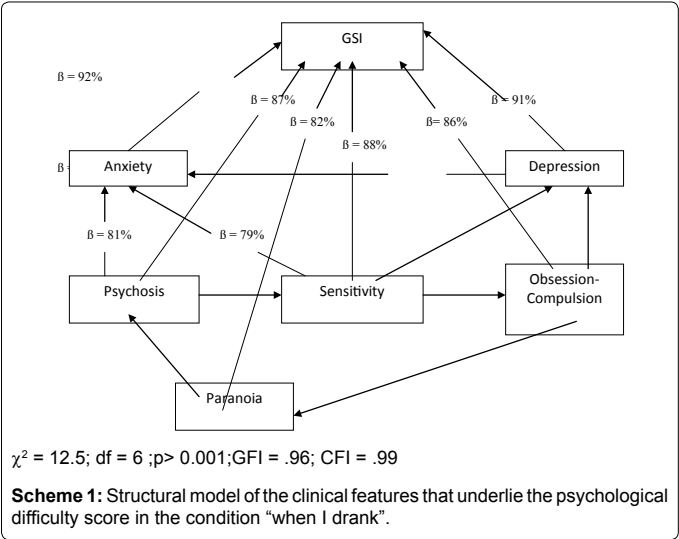 GSI
ß = 92%
ß = 87%
ß = 91%
ß = 82%
ß= 86%
ß = 88%
Anxiety
Depression
ß =
ß = 81%
ß = 79%
Psychosis
Sensitivity
Obsession-
Compulsion
Paranoia
χ² = 12.5; df = 6 ;p> 0.001;GFI = .96; CFI = .99
Scheme 1: Structural model of the clinical features that underlie the psychological
difficulty score in the condition “when I drank”.